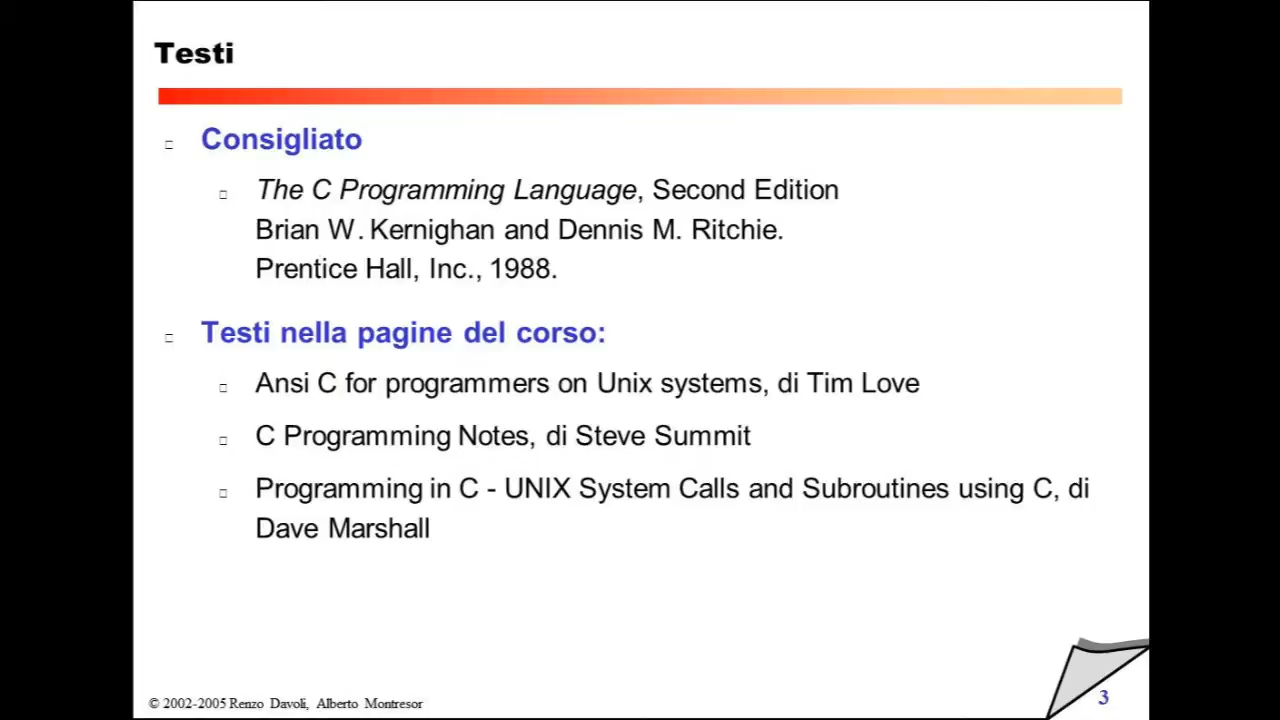 Testi
Consigliato
The C Programming Language, Second Edition
Brian W. Kernighan and Dennis M. Ritchie.
Prentice Hall, Inc., 1988.
Testi nella pagine del corso:
Ansi C for programmers on Unix systems, di Tim Love
C Programming Notes, di Steve Summit
Programming in C - UNIX System Calls and Subroutines using C, di
Dave Marshall
© 2002-2005 Renzo Davoli, Alberto Montresor
3